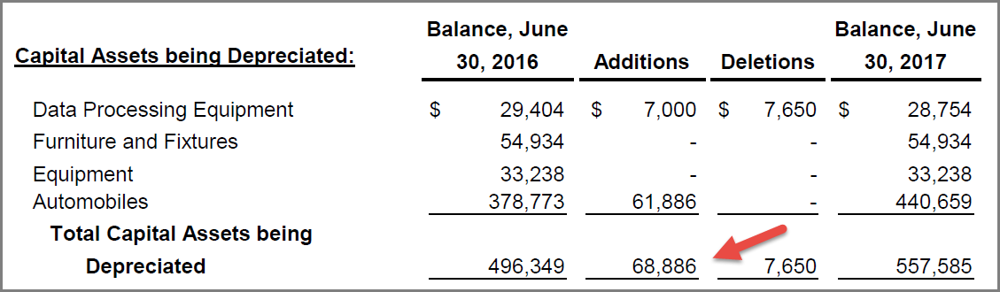 Balance, June Balance, June
Capital Assets being Depreciated: 30, 2016 Additions Deletions 30, 2017
Data Processing Equipment $ 29,404 $ 7,000 $ 7,650 $ 28,754
Furniture and Fixtures 54,934 - - 54,934
Equipment 33,238 - - 33,238
Automobiles 378,773 61,886 - 440,659
Total Capital Assets being
Depreciated 496,349 68,886 7,650 557,585